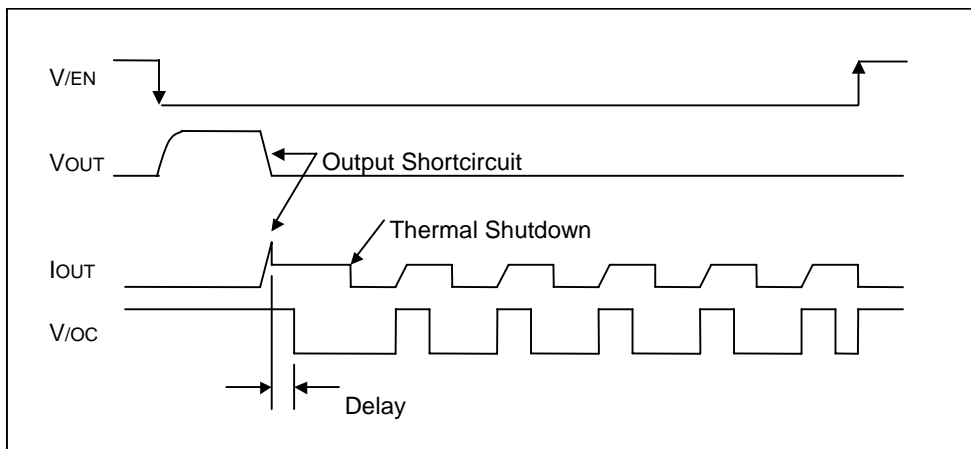 V/EN
VOUT
Output Shortcircuit
Thermal Shutdown
IOUT
V/OC
Delay